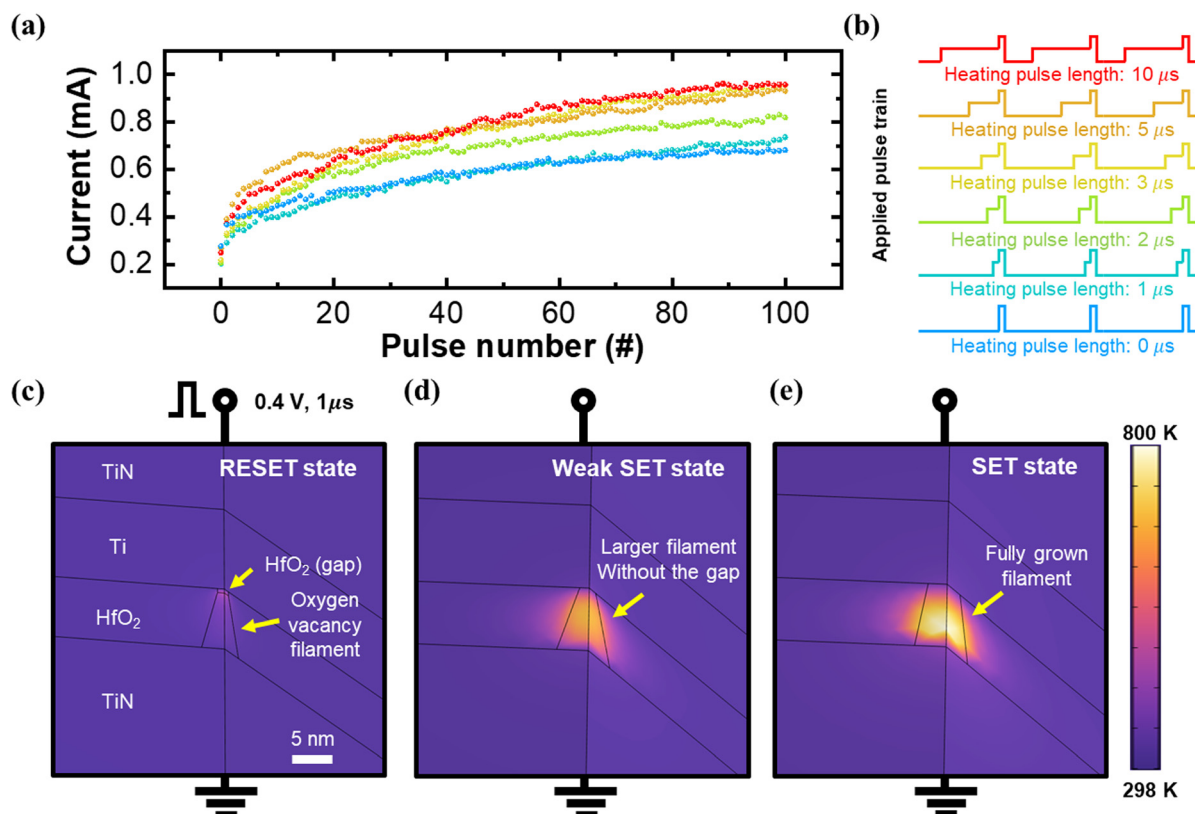 (a)
Current (mA)
1.0
0.8
0.6
0.4
0.2
0
20
40
60
80
100
Pulse number (#)
(b)
Applied pulse train
Heating pulse length: 10 μs
Heating pulse length: 5 μs
Heating pulse length: 3 μs
Heating pulse length: 2 μs
Heating pulse length: 1 μs
Heating pulse length: 0 μs
(c)
0.4 V, 1μs
RESET state
TiN
Ti
HfO₂ (gap)
HfO₂
Oxygen
vacancy
filament
TiN
5 nm
(d)
Weak SET state
Larger filament
Without the gap
(e)
SET state
Fully grown
filament
800 K
298 K